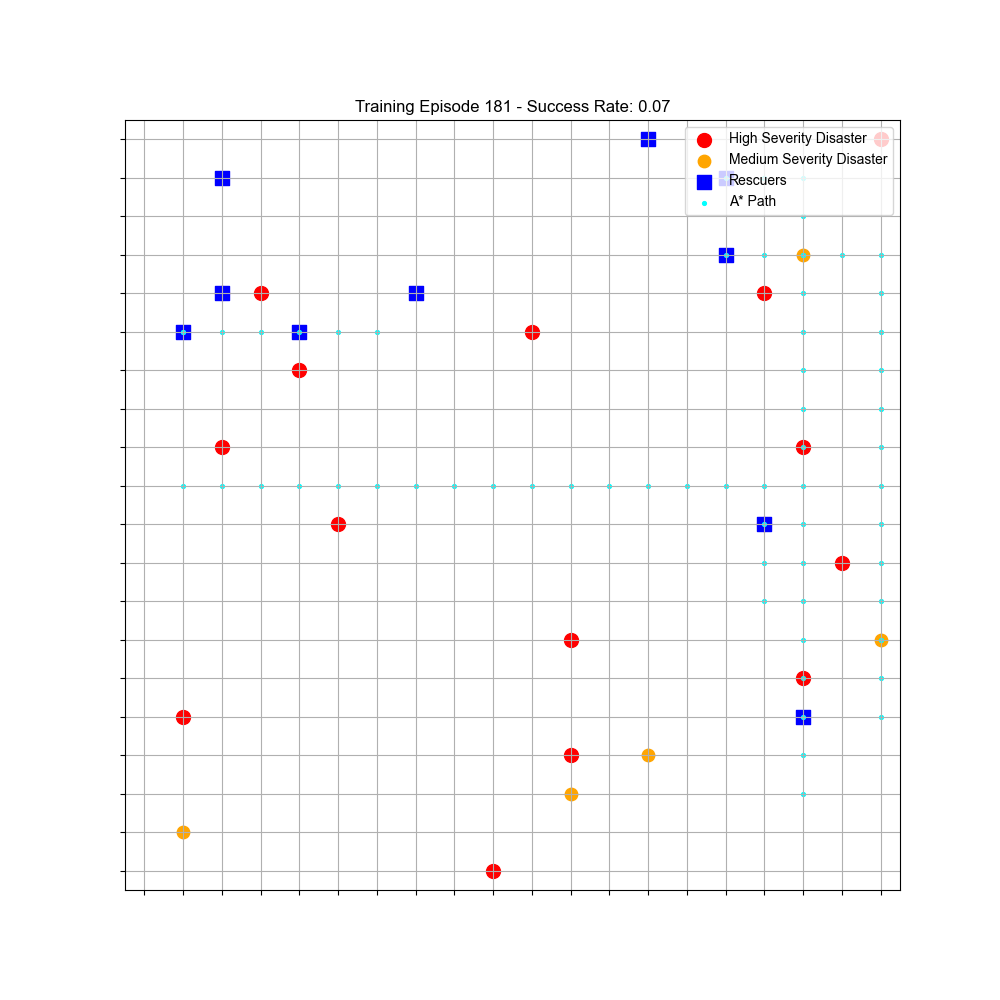 Training Episode 181 - Success Rate: 0.07
High Severity Disaster
Medium Severity Disaster
Rescuers
A* Path